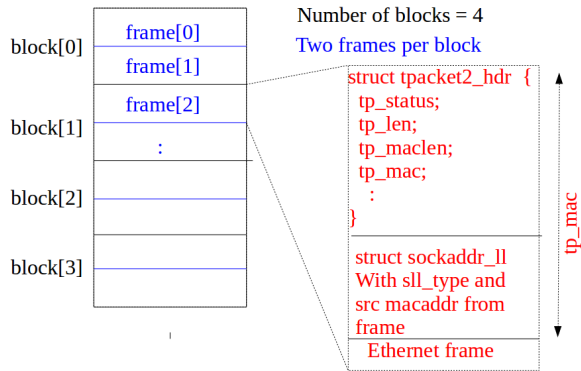 Number of blocks = 4
Two frames per block
block[0]
frame[0]
frame[1]
block[1]
frame[2]
:
block[2]
block[3]
struct tpacket2_hdr {
tp_status;
tp_len;
tp_maclen;
tp_mac;
:
}
struct sockaddr_ll
With sll_type and
src macaddr from
frame
Ethernet frame
tp_mac